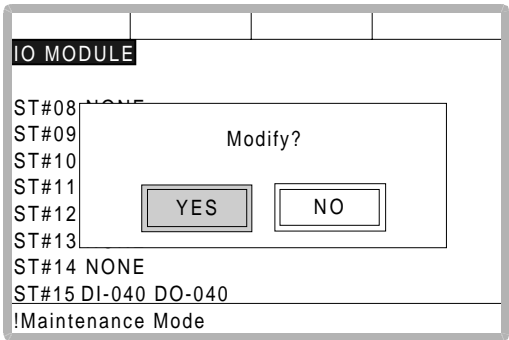 IO MODULE
ST#08
ST#09
Modify?
ST#10
ST#11
YES NO
ST#12
ST#13
ST#14 NONE
ST#15 DI-040 DO-040
!Maintenance Mode